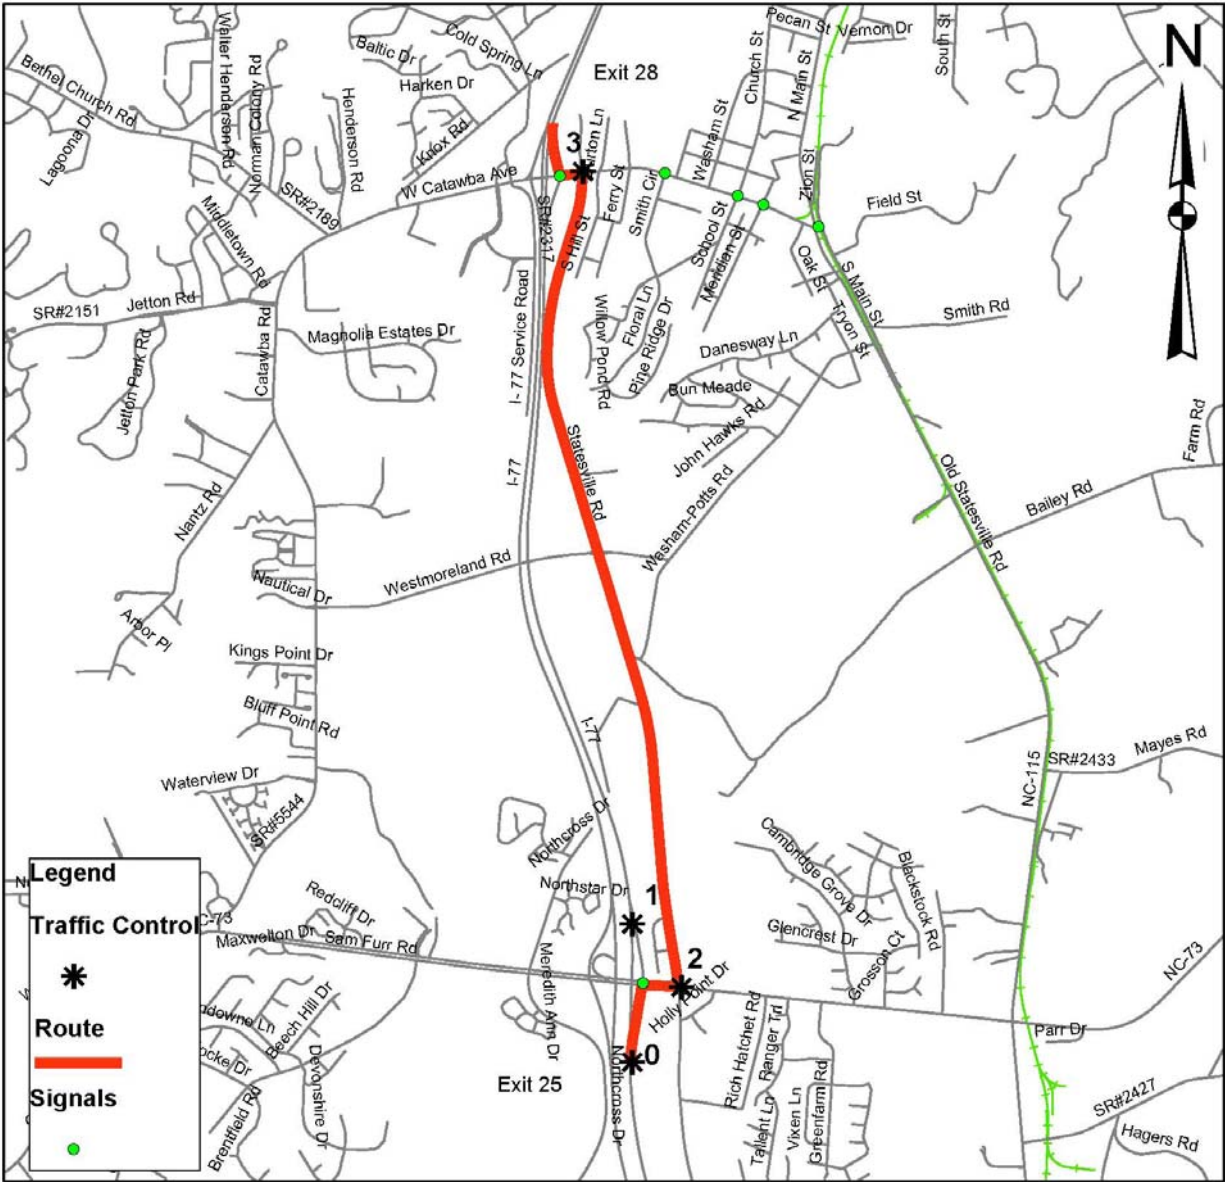 Pecan St
Vernon Dr
South St
N
Cold Spring Ln
Baltic Dr
Exit 28
Walter Henderson Rd
Bethel Church Rd
Norman Colony Rd
Harken Dr
Church St
N Main St
Henderson Rd
Knox Rd
Washam St
Lagoona Dr
3
Zion St
W Catawba Ave
SR#2189
Ferry St
Smith Cir
Field St
Middletown Rd
SR#2317
S Hill St
School St
Meridian St
Oak St
S Main St
SR#2151
Jetton Rd
I-77 Service Road
Willow Pond Rd
Floral Ln
Pine Ridge Dr
Tryon St
Smith Rd
Catawba Rd
Magnolia Estates Dr
Danesway Ln
Jetton Park Rd
Bun Meade
John Hawks Rd
Farm Rd
Statesville Rd
I-77
Nantz Rd
Old Statesville Rd
Bailey Rd
Washam-Potts Rd
Westmoreland Rd
Nautical Dr
Arbor Pl
Kings Point Dr
Bluff Point Rd
I-77
Mayes Rd
SR#2433
NC-115
Waterview Dr
SR#5544
Northcross Dr
Cambridge Grove Dr
Blackstock Rd
Legend
Northstar Dr
1
Redcliff Dr
Traffic Control
C-73
Maxwelton Dr
Sam Furr Rd
Glencrest Dr
Meredith Ann Dr
2
Grosson Ct
NC-73
Holly Point Dr
ndowne Ln
Beech Hill Dr
Rich Hatchet Rd
Ranger Trl
Parr Dr
Route
0
ocke Dr
Devonshire Dr
Exit 25
Northcross Dr
Signals
Brentfield Rd
Tallent Ln
Vixen Ln
Greenfarm Rd
SR#2427
Hagers Rd